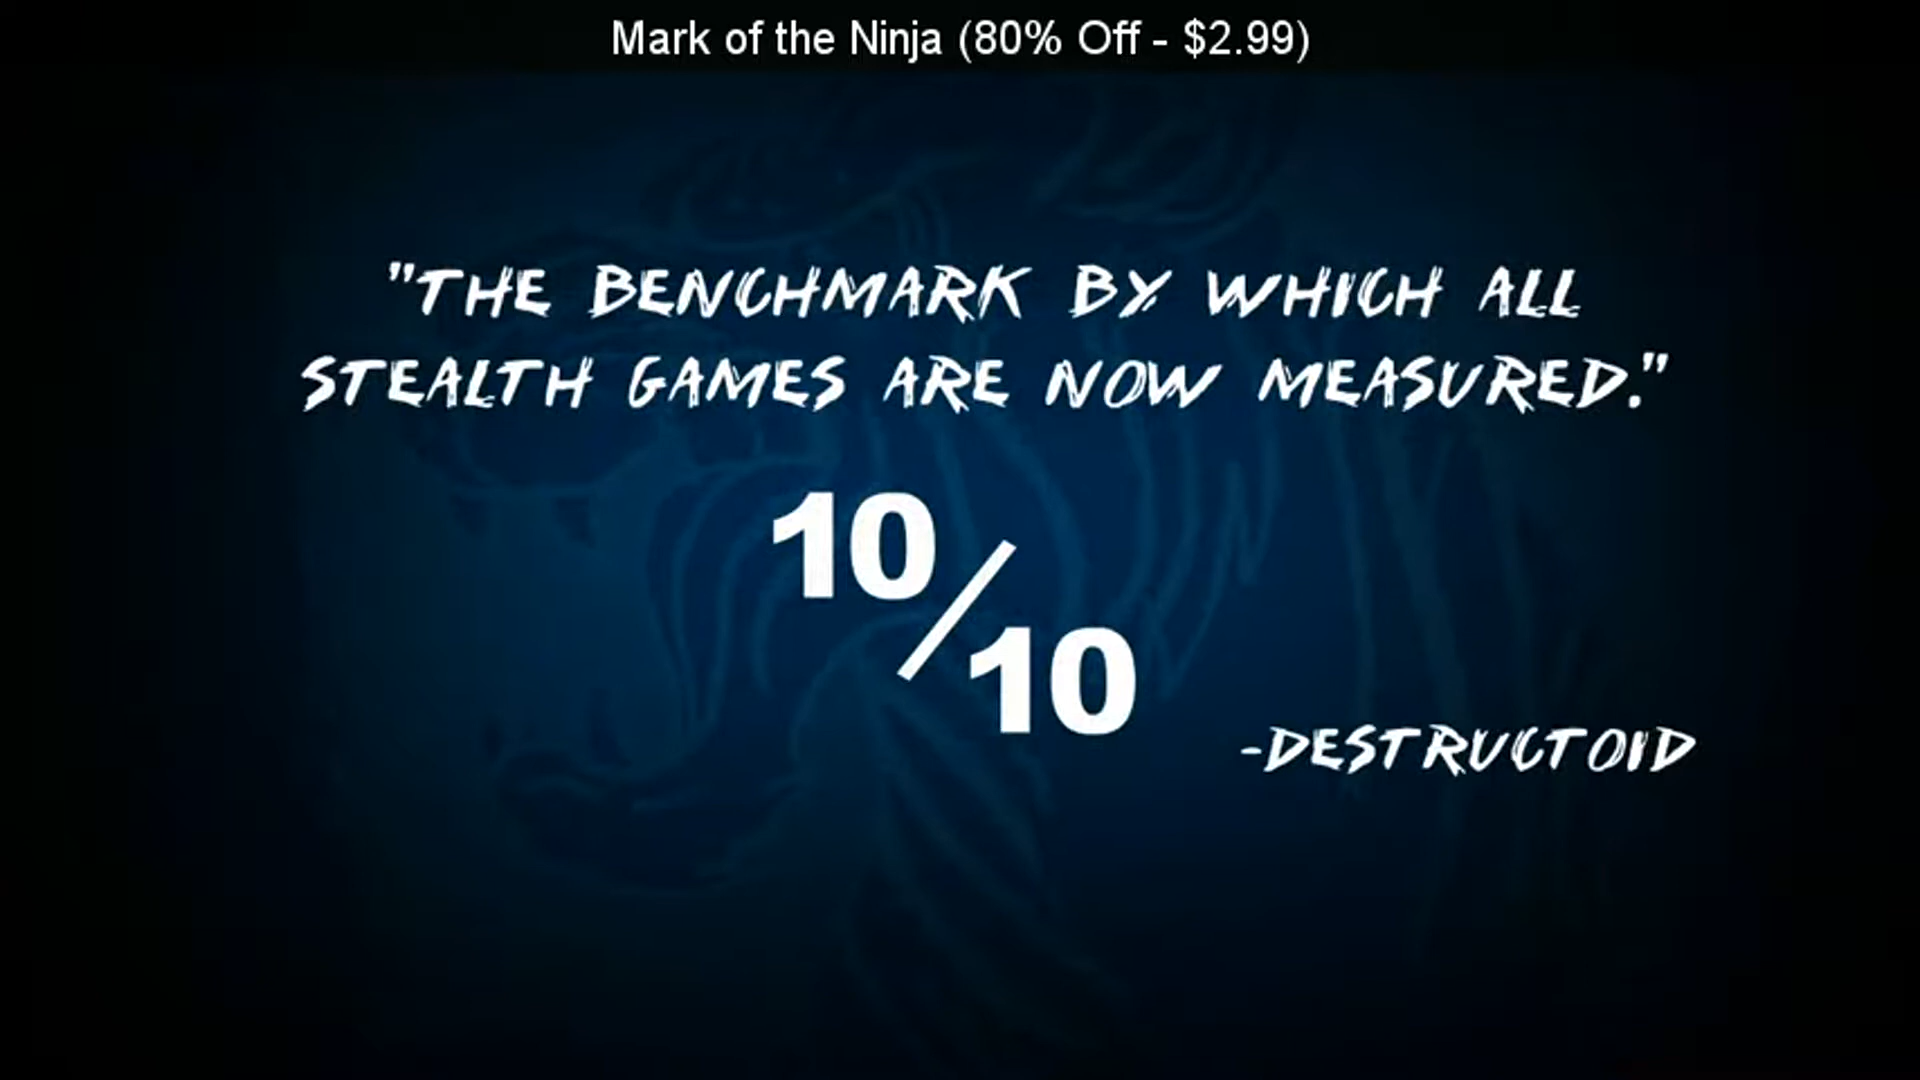 Mark of the Ninja (80% Off - $2.99)
"THE BENCHMARK BY WHICH ALL
STEALTH GAMES ARE NOW MEASURED."
10/10
-DESTRUCTOID